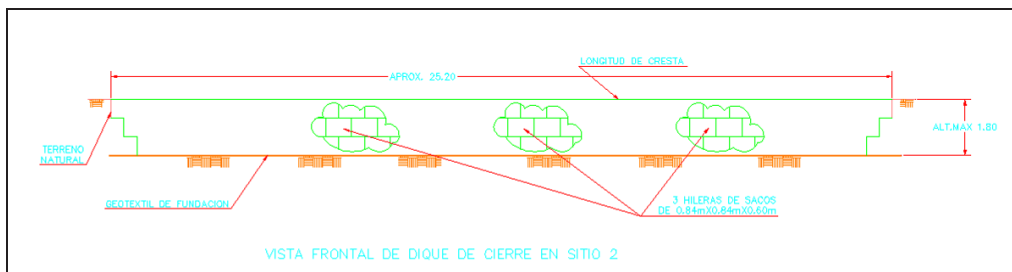 LONGITUD DE CRESTA
APROX. 25.20
ALT.MAX 1.80
TERRENO
NATURAL
GEOTEXTIL DE FUNDACION
3 HILERAS DE SACOS
DE 0.84mX0.64mX0.60m
VISTA FRONTAL DE DIQUE DE CIERRE EN SITIO 2